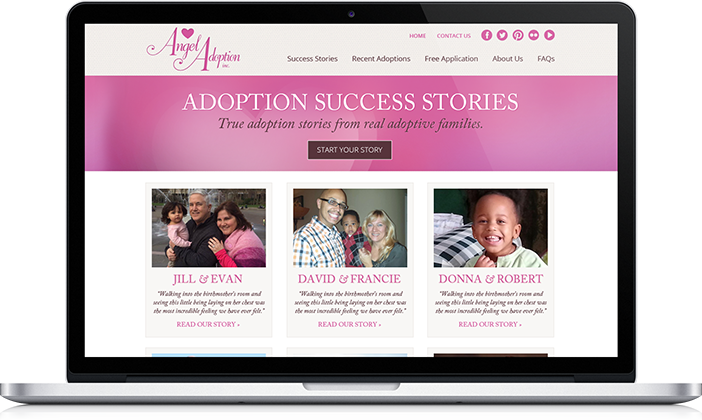 HOME CONTACT US
Angel Adoption
INC.
Success Stories Recent Adoptions Free Application About Us FAQs
ADOPTION SUCCESS STORIES
True adoption stories from real adoptive families.
START YOUR STORY
JILL & EVAN
"Walking into the birthmother's room and
seeing this little being laying on her chest was
the most incredible feeling we have ever felt."
READ OUR STORY »
DAVID & FRANCIE
"Walking into the birthmother's room and
seeing this little being laying on her chest was
the most incredible feeling we have ever felt."
READ OUR STORY »
DONNA & ROBERT
"Walking into the birthmother's room and
seeing this little being laying on her chest was
the most incredible feeling we have ever felt."
READ OUR STORY »